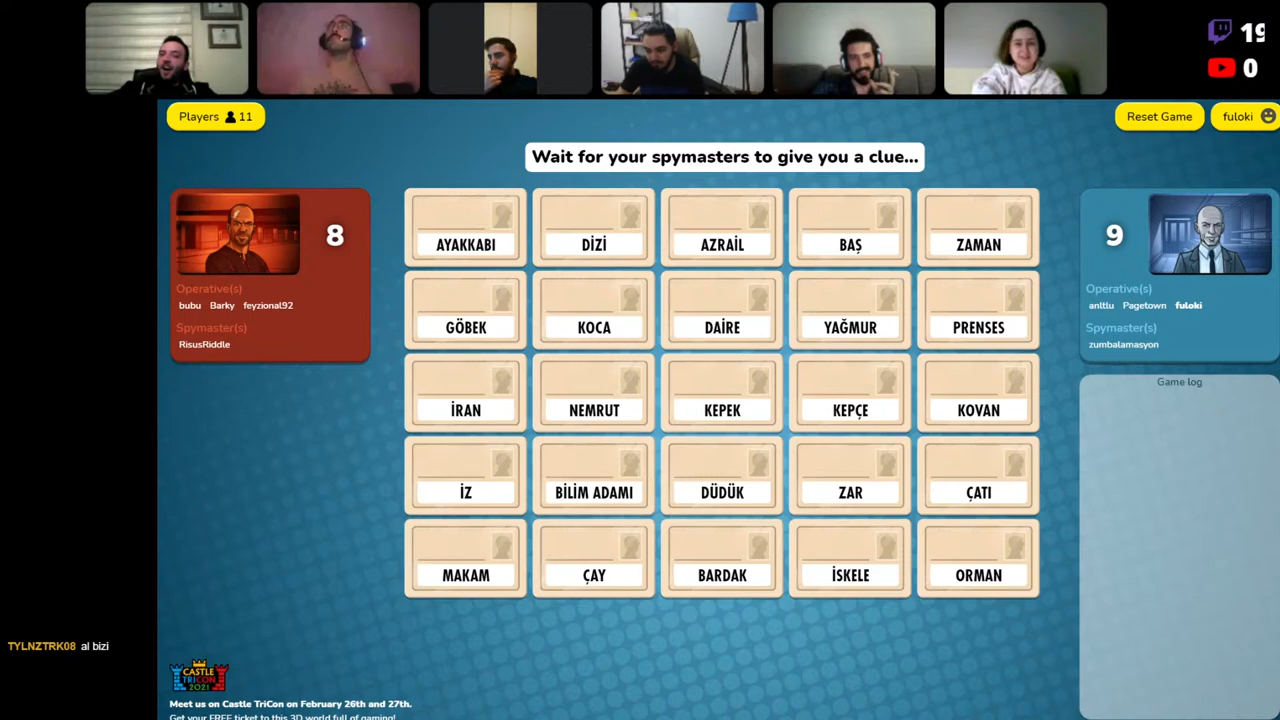 19
0
Players 11
Reset Game
fuloki
Wait for your spymasters to give you a clue...
8
Operative(s)
bubu Barky feyzional92
Spymaster(s)
RisusRiddle
9
Operative(s)
anttlu Pagetown fuloki
Spymaster(s)
zumbalamasyon
Game log
AYAKKABI DİZİ AZRAİL BAŞ ZAMAN
GÖBEK KOCA DAİRE YAĞMUR PRENSES
İRAN NEMRUT KEPEK KEPÇE KOVAN
İZ BİLİM ADAMI DÜDÜK ZAR ÇATI
MAKAM ÇAY BARDAK İSKELE ORMAN
TYLNZTRK08 al bizi
CASTLE
TRICON
2021
Meet us on Castle TriCon on February 26th and 27th.
Get your FREE ticket to this 3D world full of gaming!